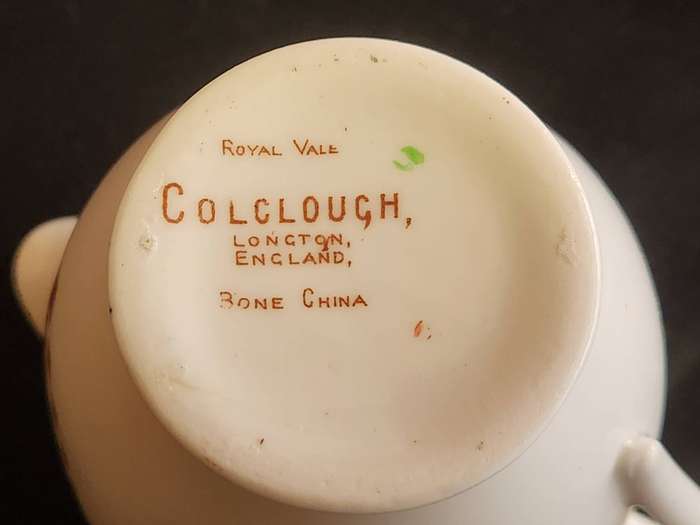 ROYAL VALE
COLCLOUGH,
LONGTON,
ENGLAND,
BONE CHINA